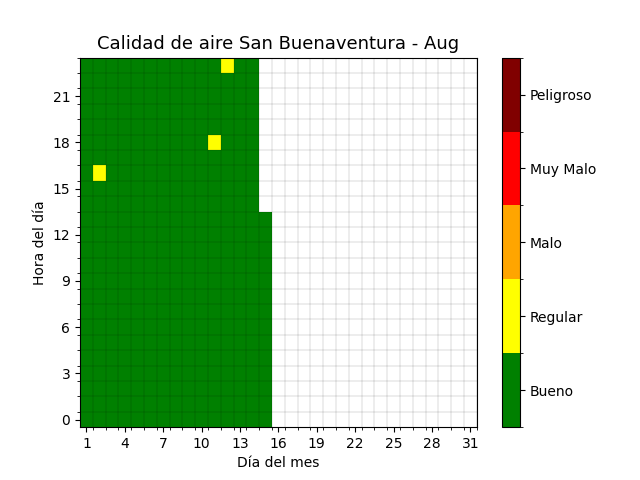 Calidad de aire San Buenaventura - Aug
Hora del día
21
18
15
12
9
6
3
0
1 4 7 10 13 16 19 22 25 28 31
Día del mes
Peligroso
Muy Malo
Malo
Regular
Bueno